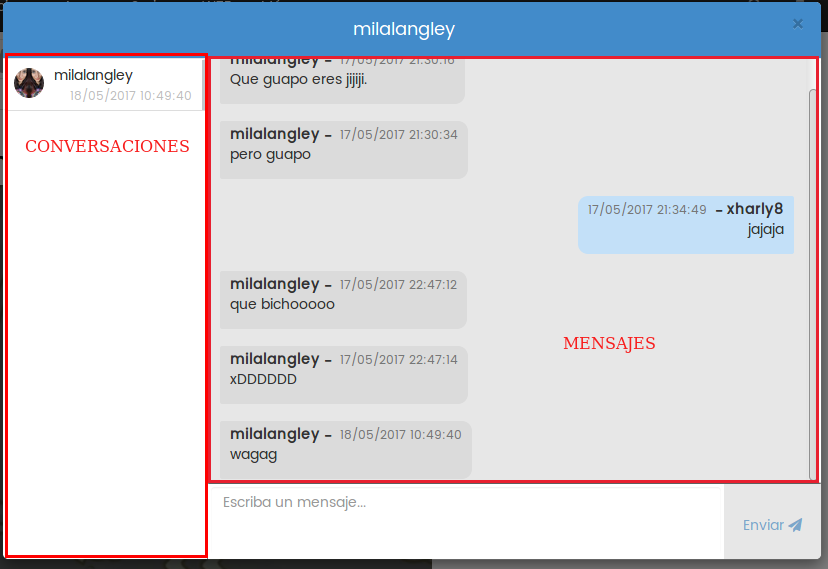 milalangley
×
milalangley
18/05/2017 10:49:40
CONVERSACIONES
milalangley - 17/05/2017 21:30:16
Que guapo eres jijiji.
milalangley - 17/05/2017 21:30:34
pero guapo
17/05/2017 21:34:49 - xharly8
jajaja
milalangley - 17/05/2017 22:47:12
que bichooooo
MENSAJES
milalangley - 17/05/2017 22:47:14
xDDDDDD
milalangley - 18/05/2017 10:49:40
wagag
Escriba un mensaje...
Enviar